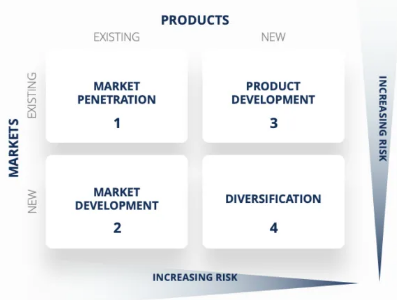 PRODUCTS
EXISTING
NEW
MARKETS
EXISTING
MARKET
PENETRATION
1
PRODUCT
DEVELOPMENT
3
NEW
MARKET
DEVELOPMENT
2
DIVERSIFICATION
4
INCREASING RISK
INCREASING RISK